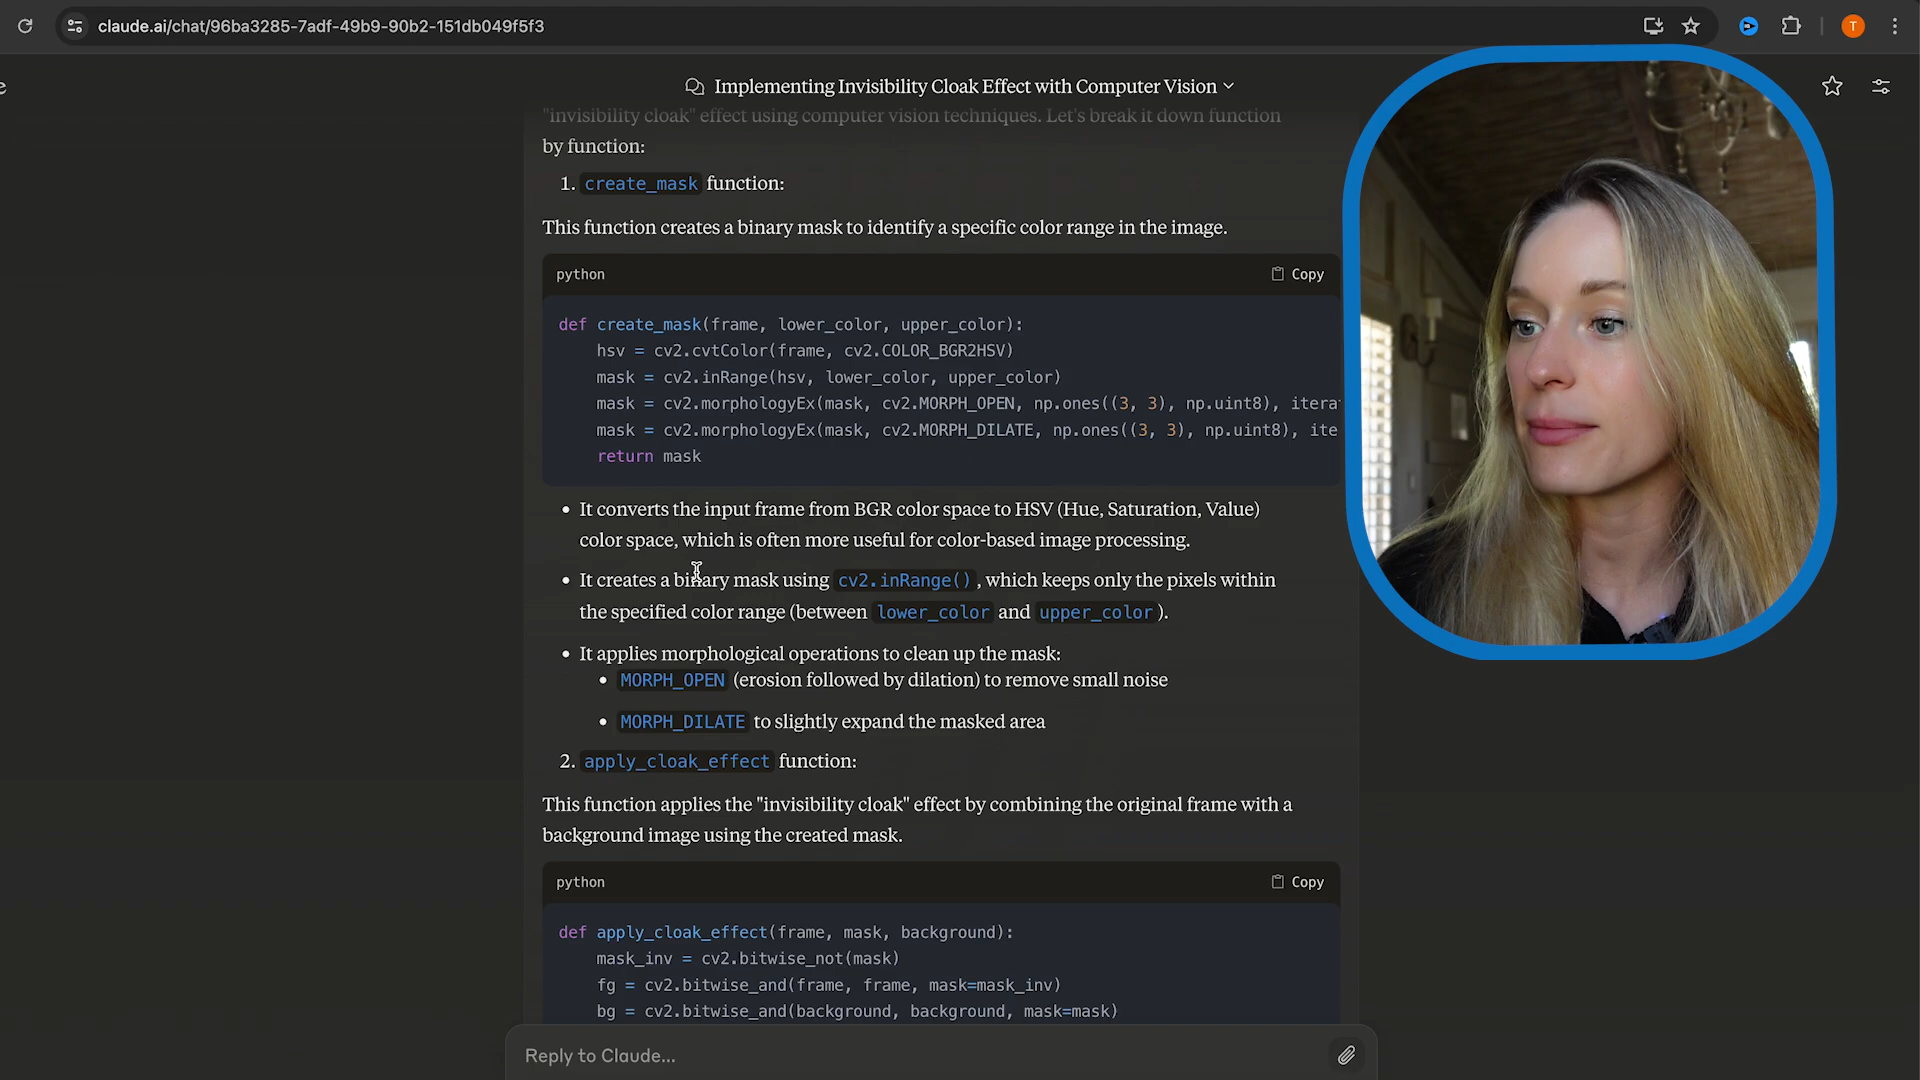 claude.ai/chat/96ba3285-7adf-49b9-90b2-151db049f5f3
T
e
Implementing Invisibility Cloak Effect with Computer Vision
"invisibility cloak" effect using computer vision techniques. Let's break it down function
by function:
1. create_mask function:
This function creates a binary mask to identify a specific color range in the image.
python
Copy
def create_mask(frame, lower_color, upper_color):
hsv = cv2.cvtColor(frame, cv2.COLOR_BGR2HSV)
mask = cv2.inRange(hsv, lower_color, upper_color)
mask = cv2.morphologyEx(mask, cv2.MORPH_OPEN, np.ones((3, 3), np.uint8), itera
mask = cv2.morphologyEx(mask, cv2.MORPH_DILATE, np.ones((3, 3), np.uint8), ite
return mask
• It converts the input frame from BGR color space to HSV (Hue, Saturation, Value)
color space, which is often more useful for color-based image processing.
• It creates a binary mask using cv2.inRange(), which keeps only the pixels within
the specified color range (between lower_color and upper_color).
• It applies morphological operations to clean up the mask:
• MORPH_OPEN (erosion followed by dilation) to remove small noise
• MORPH_DILATE to slightly expand the masked area
2. apply_cloak_effect function:
This function applies the "invisibility cloak" effect by combining the original frame with a
background image using the created mask.
python
Copy
def apply_cloak_effect(frame, mask, background):
mask_inv = cv2.bitwise_not(mask)
fg = cv2.bitwise_and(frame, frame, mask=mask_inv)
bg = cv2.bitwise_and(background, background, mask=mask)
Reply to Claude...